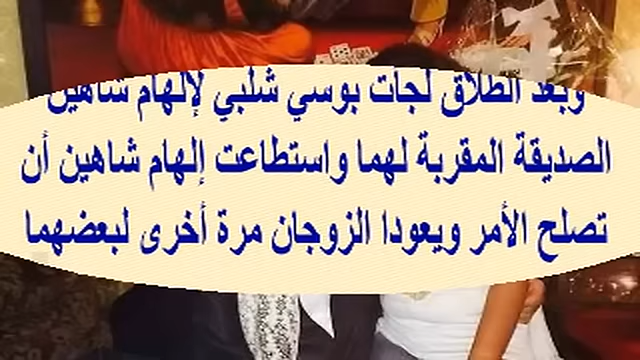 وبعد الطلاق لجأت بوسي شلبي لإلهام شاهين
الصديقة المقربة لهما واستطاعت إلهام شاهين أن
تصلح الأمر ويعودا الزوجان مرة أخرى لبعضهما